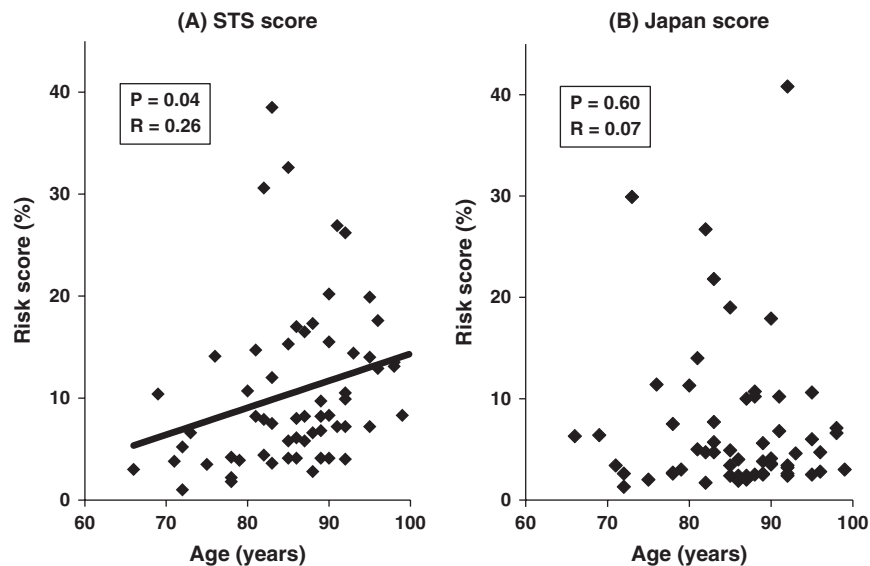 (A) STS score
P = 0.04
R = 0.26
40
30
20
10
0
60
70
80
90
100
Risk score (%)
Age (years)
(B) Japan score
P = 0.60
R = 0.07
40
30
20
10
0
60
70
80
90
100
Risk score (%)
Age (years)